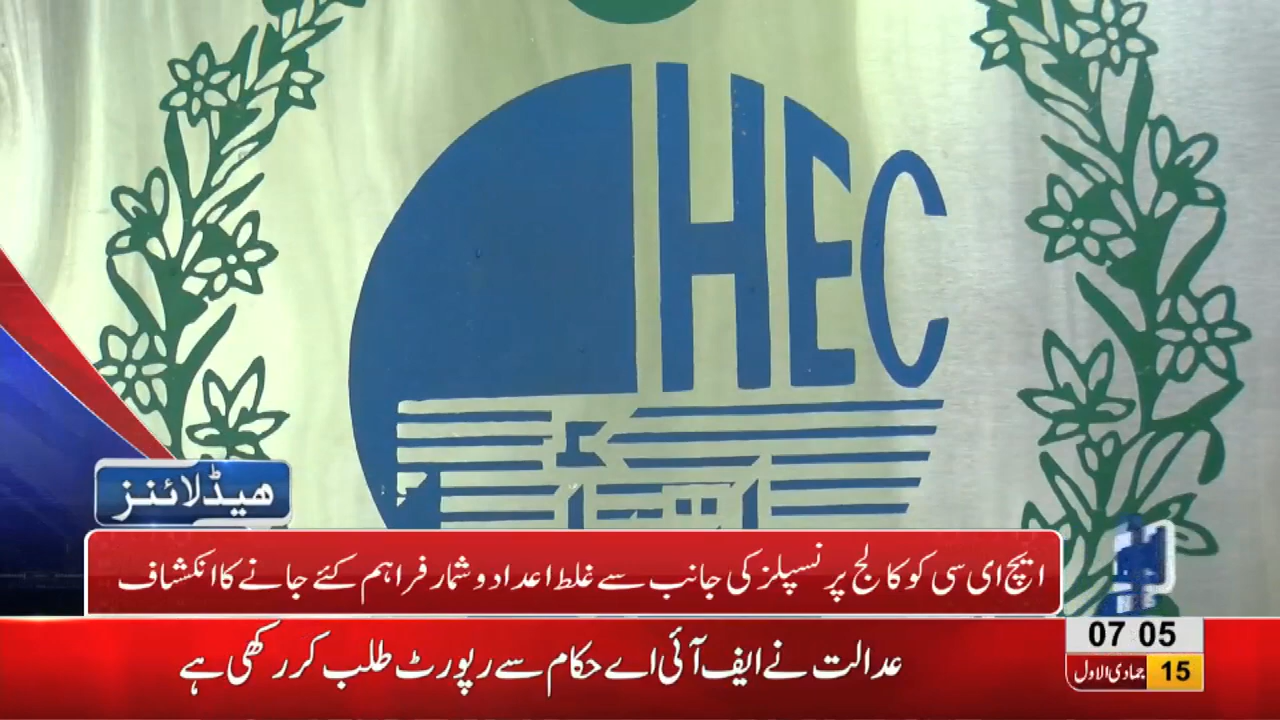 HEC
ہیڈلائنز
ایچ ای سی کو کالج پرنسپلز کی جانب سے غلط اعداد و شمار فراہم کئے جانے کا انکشاف
07 05
عدالت نے ایف آئی اے حکام سے رپورٹ طلب کر رکھی ہے
15 جمادی الاول